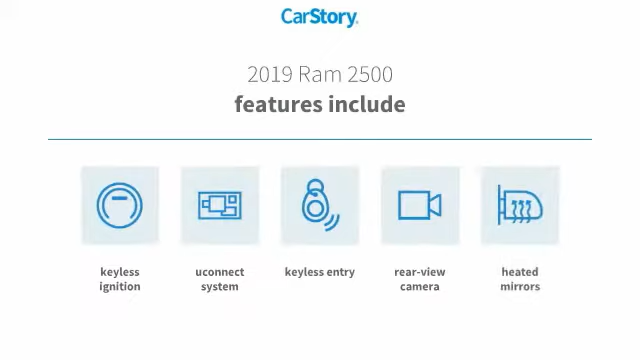 CarStory.
2019 Ram 2500
features include
keyless
ignition
uconnect
system
keyless entry
rear-view
camera
heated
mirrors